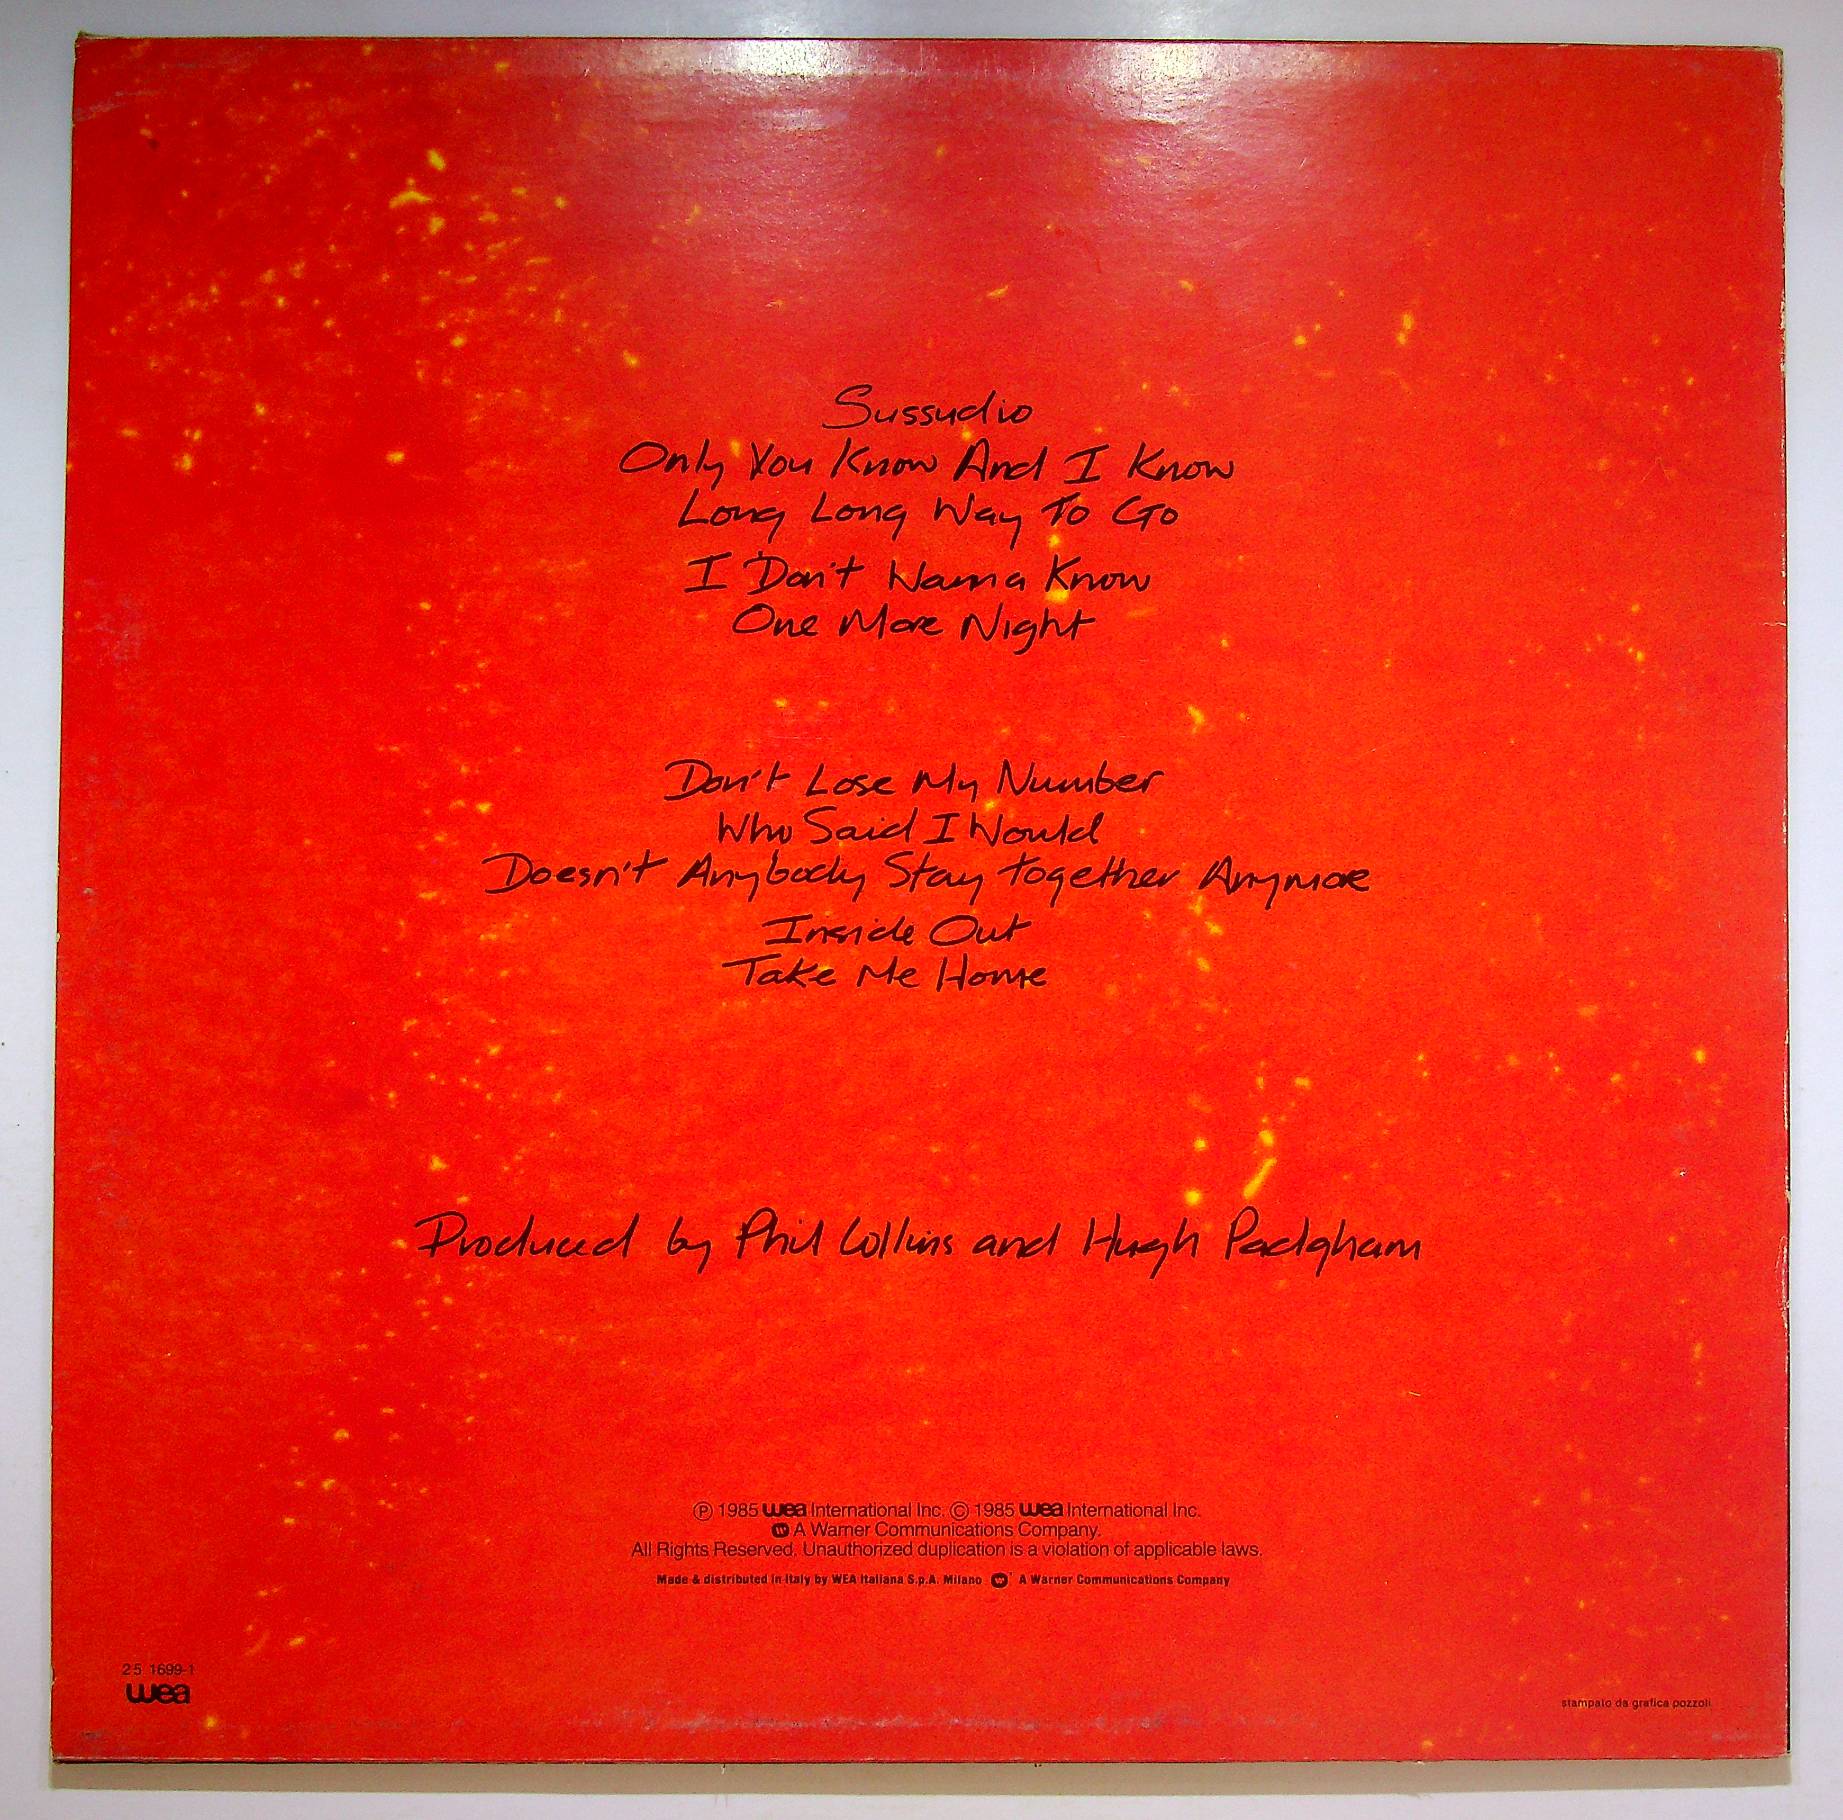 Sussudio
Only You Know And I Know
Long Long Way To Go
I Don't Wanna Know
One More Night
Don't Lose My Number
Who Said I Would
Doesn't Anybody Stay Together Anymore
Inside Out
Take Me Home
Produced by Phil Collins and Hugh Padgham
℗ 1985 wea International Inc. © 1985 wea International Inc.
A Warner Communications Company.
All Rights Reserved. Unauthorized duplication is a violation of applicable laws.
Made & distributed in Italy by WEA Italiana S.p.A. Milano A Warner Communications Company
25 1699-1
wea
stampato da grafica pozzoli